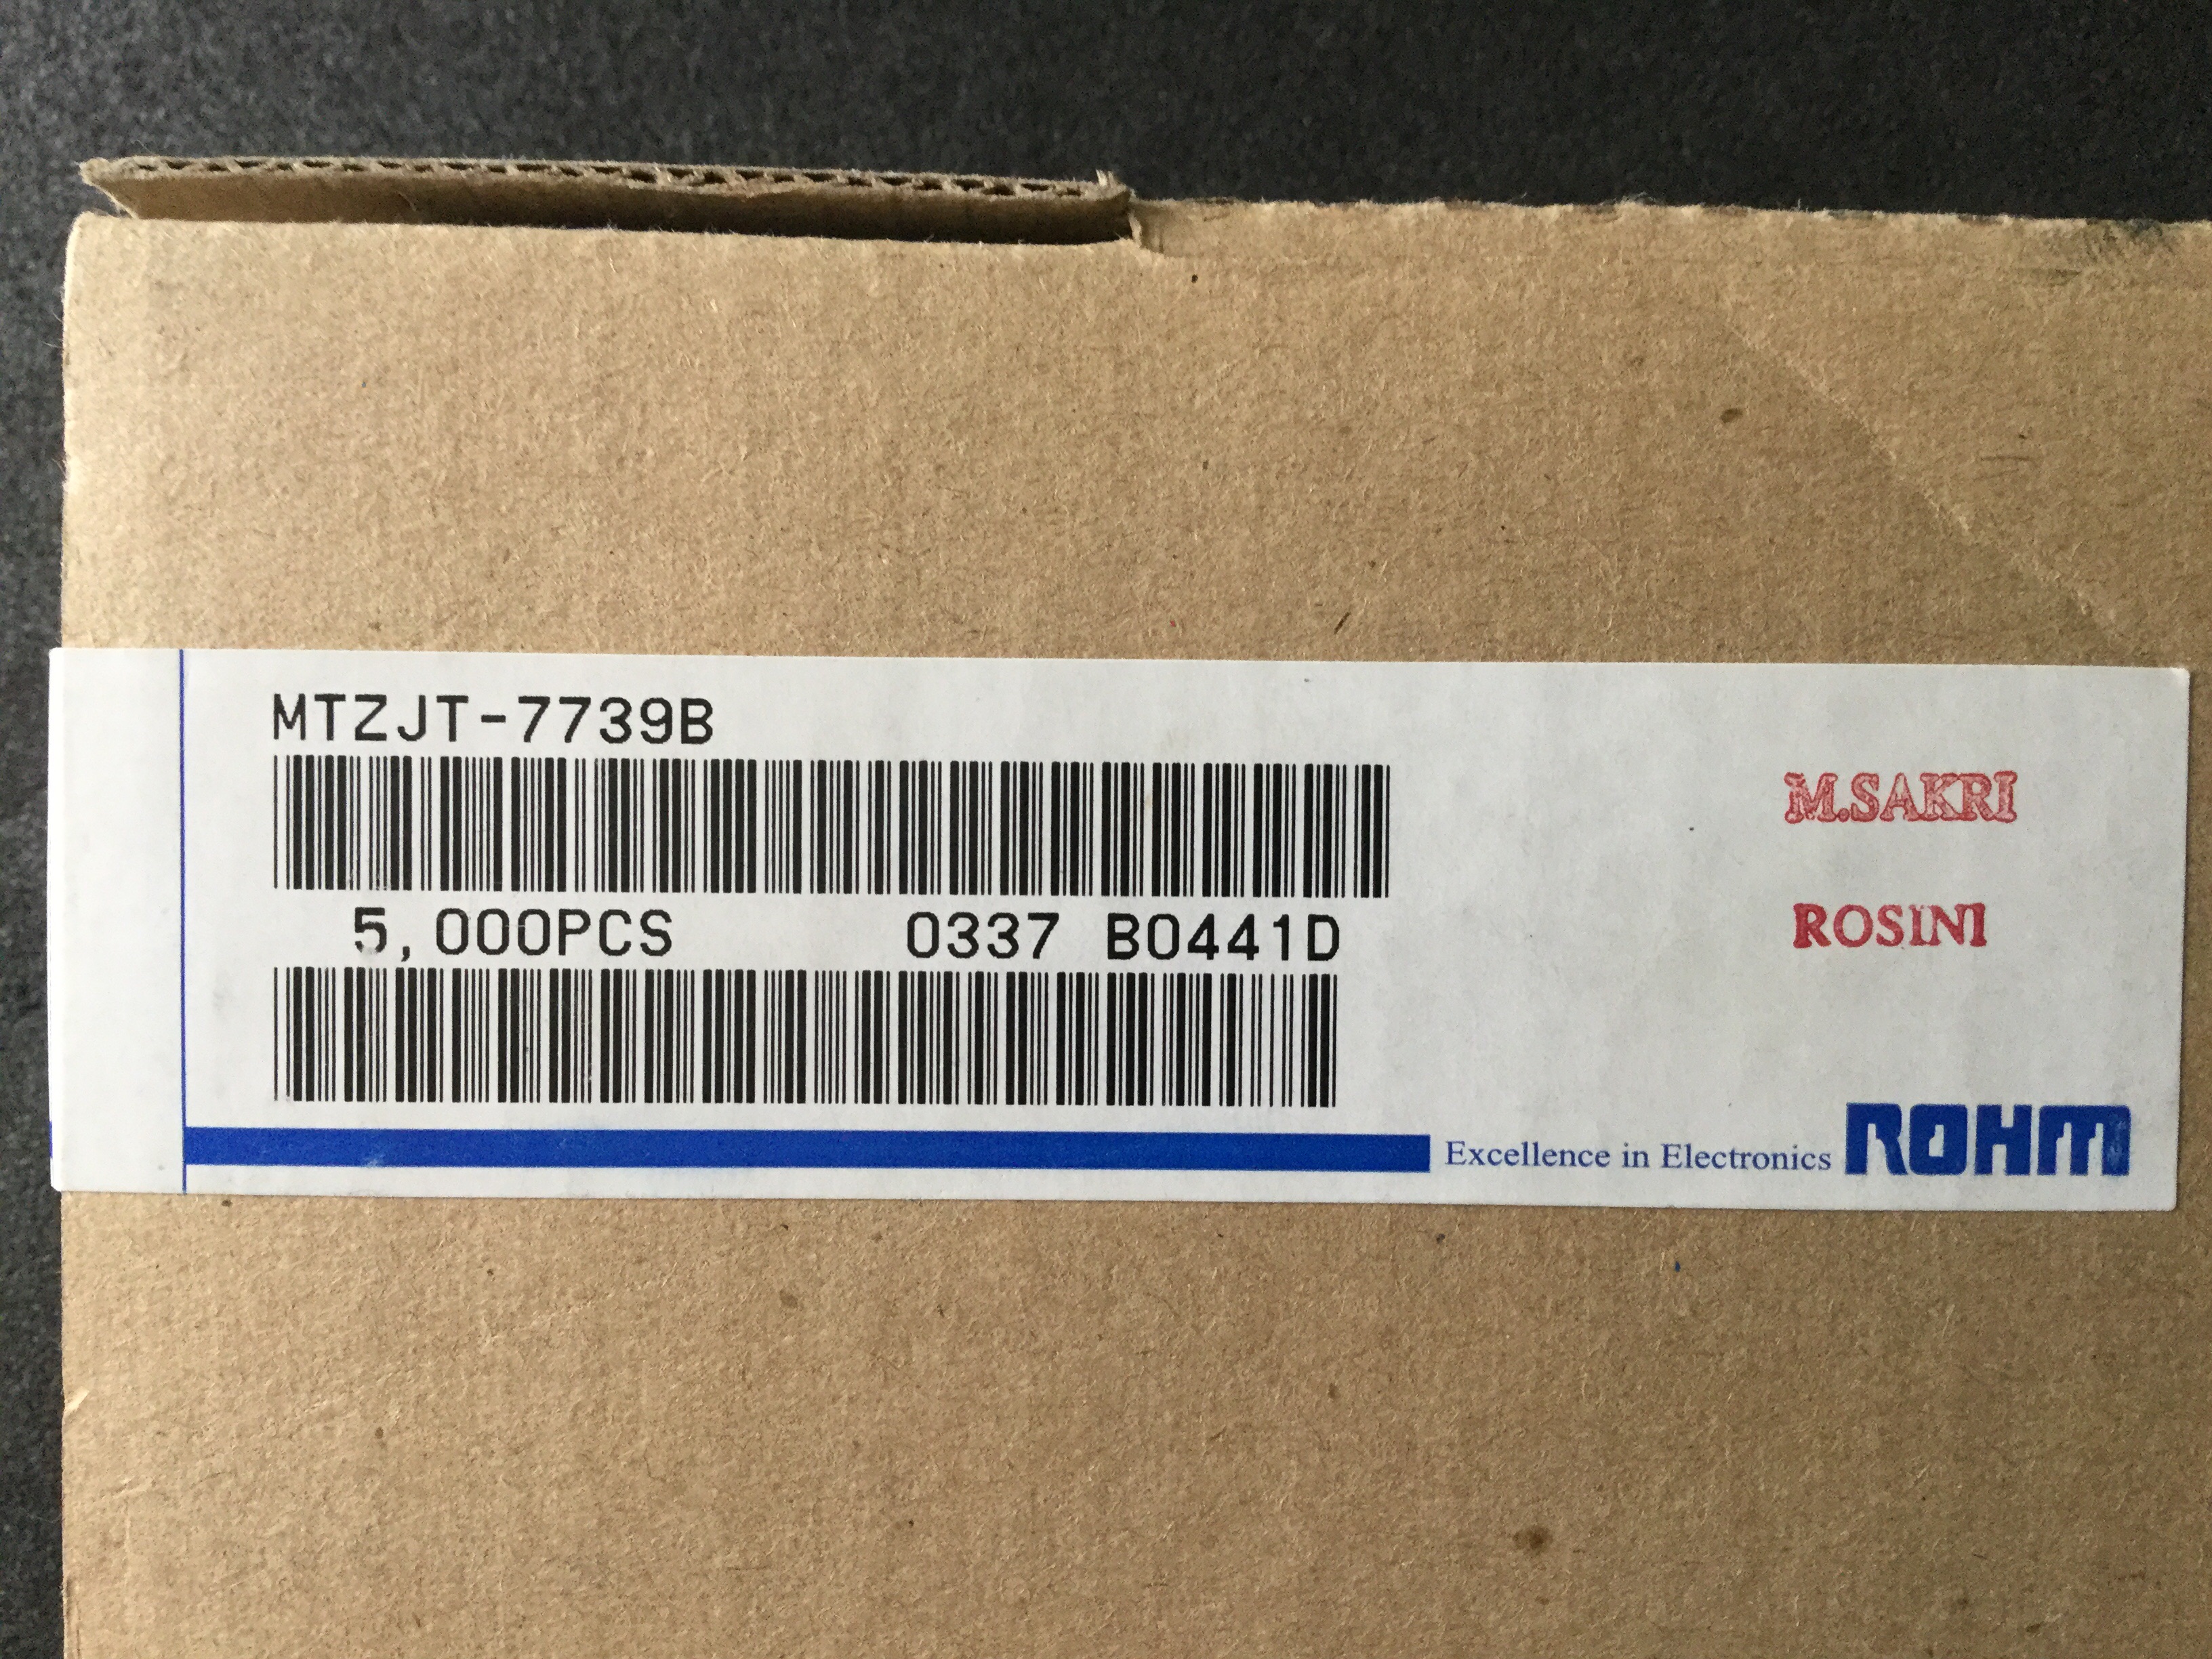 MTZJT-7739B
M.SAKRI
5,000PCS 0337 B0441D
ROSINI
Excellence in Electronics ROHM